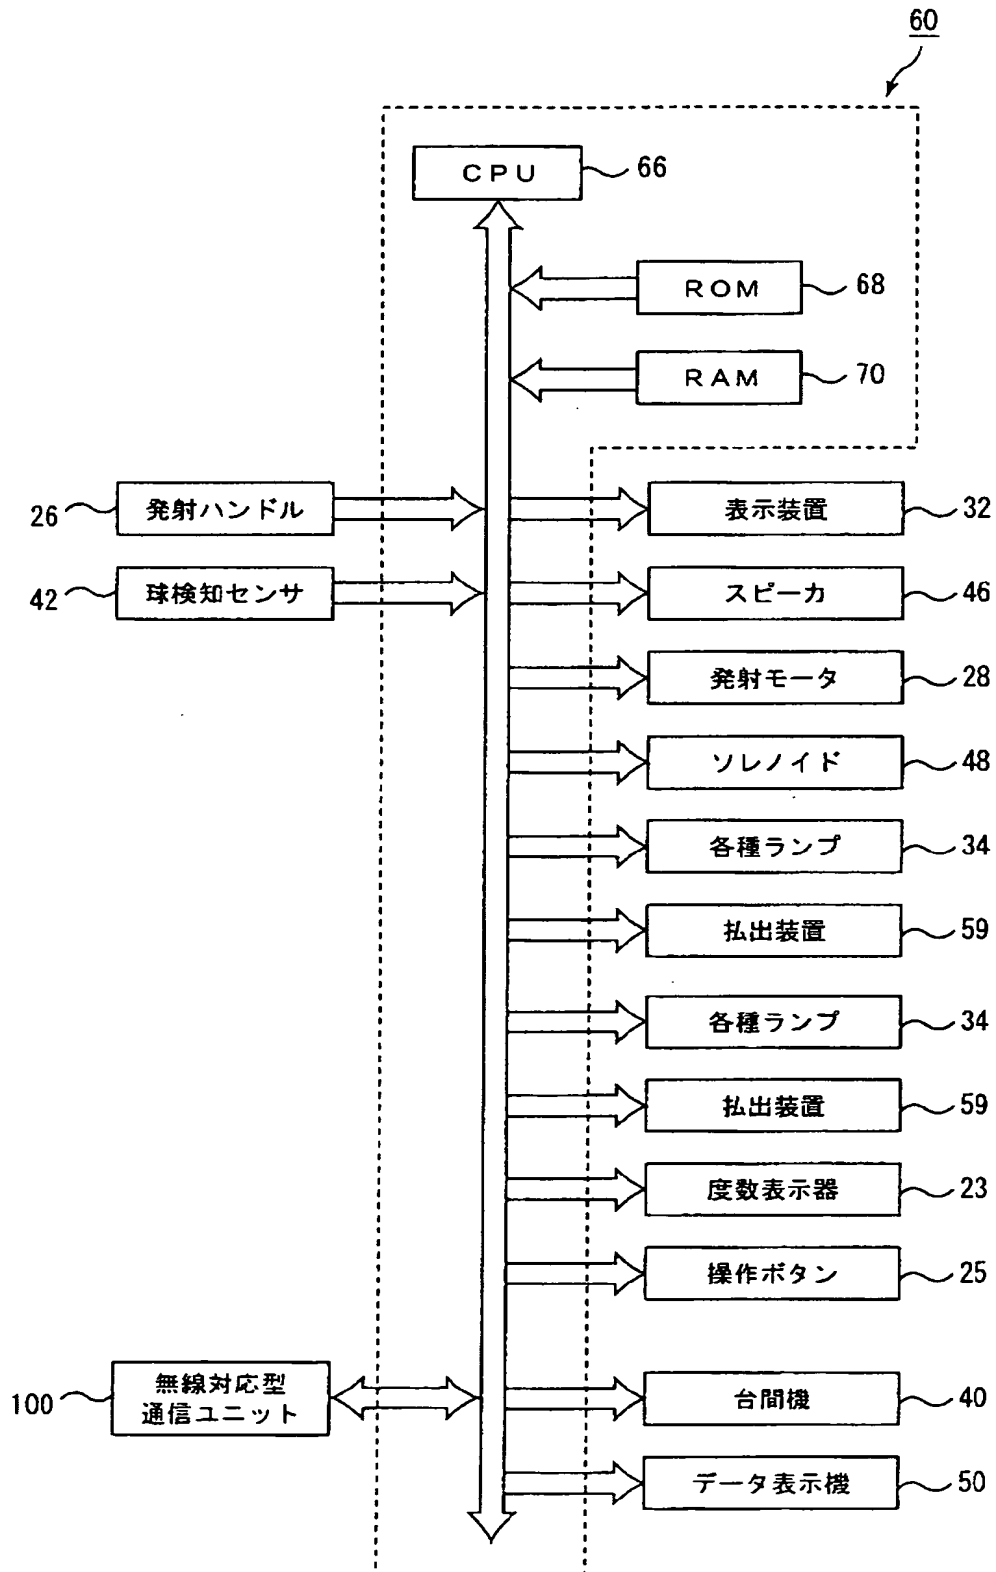 60
CPU
66
ROM
68
RAM
70
26
発射ハンドル
表示装置
32
42
球検知センサ
スピーカ
46
発射モータ
28
ソレノイド
48
各種ランプ
34
払出装置
59
各種ランプ
34
払出装置
59
度数表示器
23
操作ボタン
25
100
無線対応型
通信ユニット
台間機
40
データ表示機
50